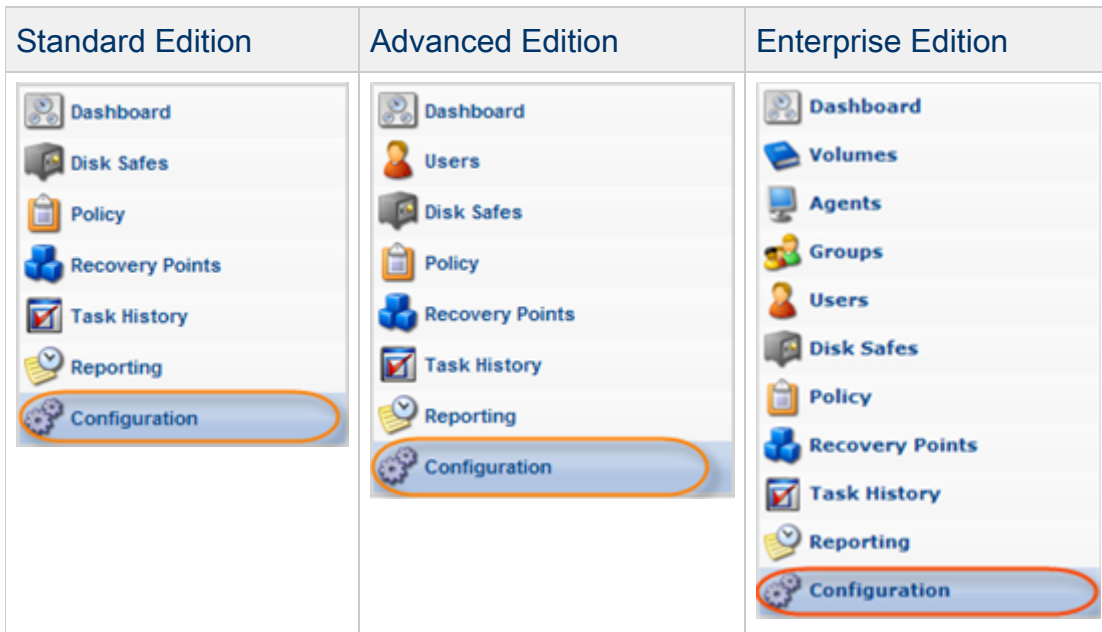 Standard Edition
Advanced Edition
Enterprise Edition
Dashboard
Disk Safes
Policy
Recovery Points
Task History
Reporting
Configuration
Dashboard
Users
Disk Safes
Policy
Recovery Points
Task History
Reporting
Configuration
Dashboard
Volumes
Agents
Groups
Users
Disk Safes
Policy
Recovery Points
Task History
Reporting
Configuration